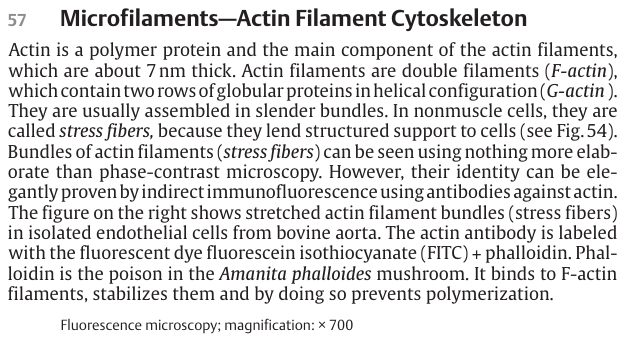 57 Microfilaments—Actin Filament Cytoskeleton
Actin is a polymer protein and the main component of the actin filaments,
which are about 7 nm thick. Actin filaments are double filaments (F-actin),
which contain two rows of globular proteins in helical configuration (G-actin ).
They are usually assembled in slender bundles. In nonmuscle cells, they are
called stress fibers, because they lend structured support to cells (see Fig. 54).
Bundles of actin filaments (stress fibers) can be seen using nothing more elab-
orate than phase-contrast microscopy. However, their identity can be ele-
gantly proven by indirect immunofluorescence using antibodies against actin.
The figure on the right shows stretched actin filament bundles (stress fibers)
in isolated endothelial cells from bovine aorta. The actin antibody is labeled
with the fluorescent dye fluorescein isothiocyanate (FITC) + phalloidin. Phal-
loidin is the poison in the Amanita phalloides mushroom. It binds to F-actin
filaments, stabilizes them and by doing so prevents polymerization.
Fluorescence microscopy; magnification: × 700